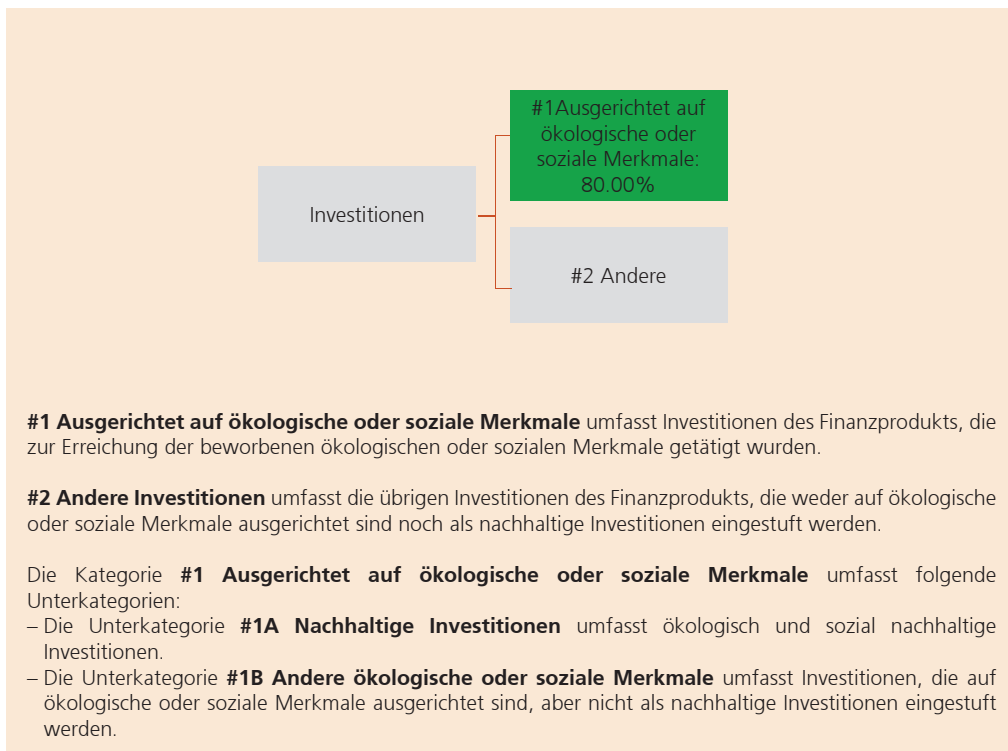 #1Ausgerichtet auf
ökologische oder
soziale Merkmale:
80.00%
Investitionen
#2 Andere
#1 Ausgerichtet auf ökologische oder soziale Merkmale umfasst Investitionen des Finanzprodukts, die
zur Erreichung der beworbenen ökologischen oder sozialen Merkmale getätigt wurden.
#2 Andere Investitionen umfasst die übrigen Investitionen des Finanzprodukts, die weder auf ökologische
oder soziale Merkmale ausgerichtet sind noch als nachhaltige Investitionen eingestuft werden.
Die Kategorie #1 Ausgerichtet auf ökologische oder soziale Merkmale umfasst folgende
Unterkategorien:
– Die Unterkategorie #1A Nachhaltige Investitionen umfasst ökologisch und sozial nachhaltige
Investitionen.
– Die Unterkategorie #1B Andere ökologische oder soziale Merkmale umfasst Investitionen, die auf
ökologische oder soziale Merkmale ausgerichtet sind, aber nicht als nachhaltige Investitionen eingestuft
werden.